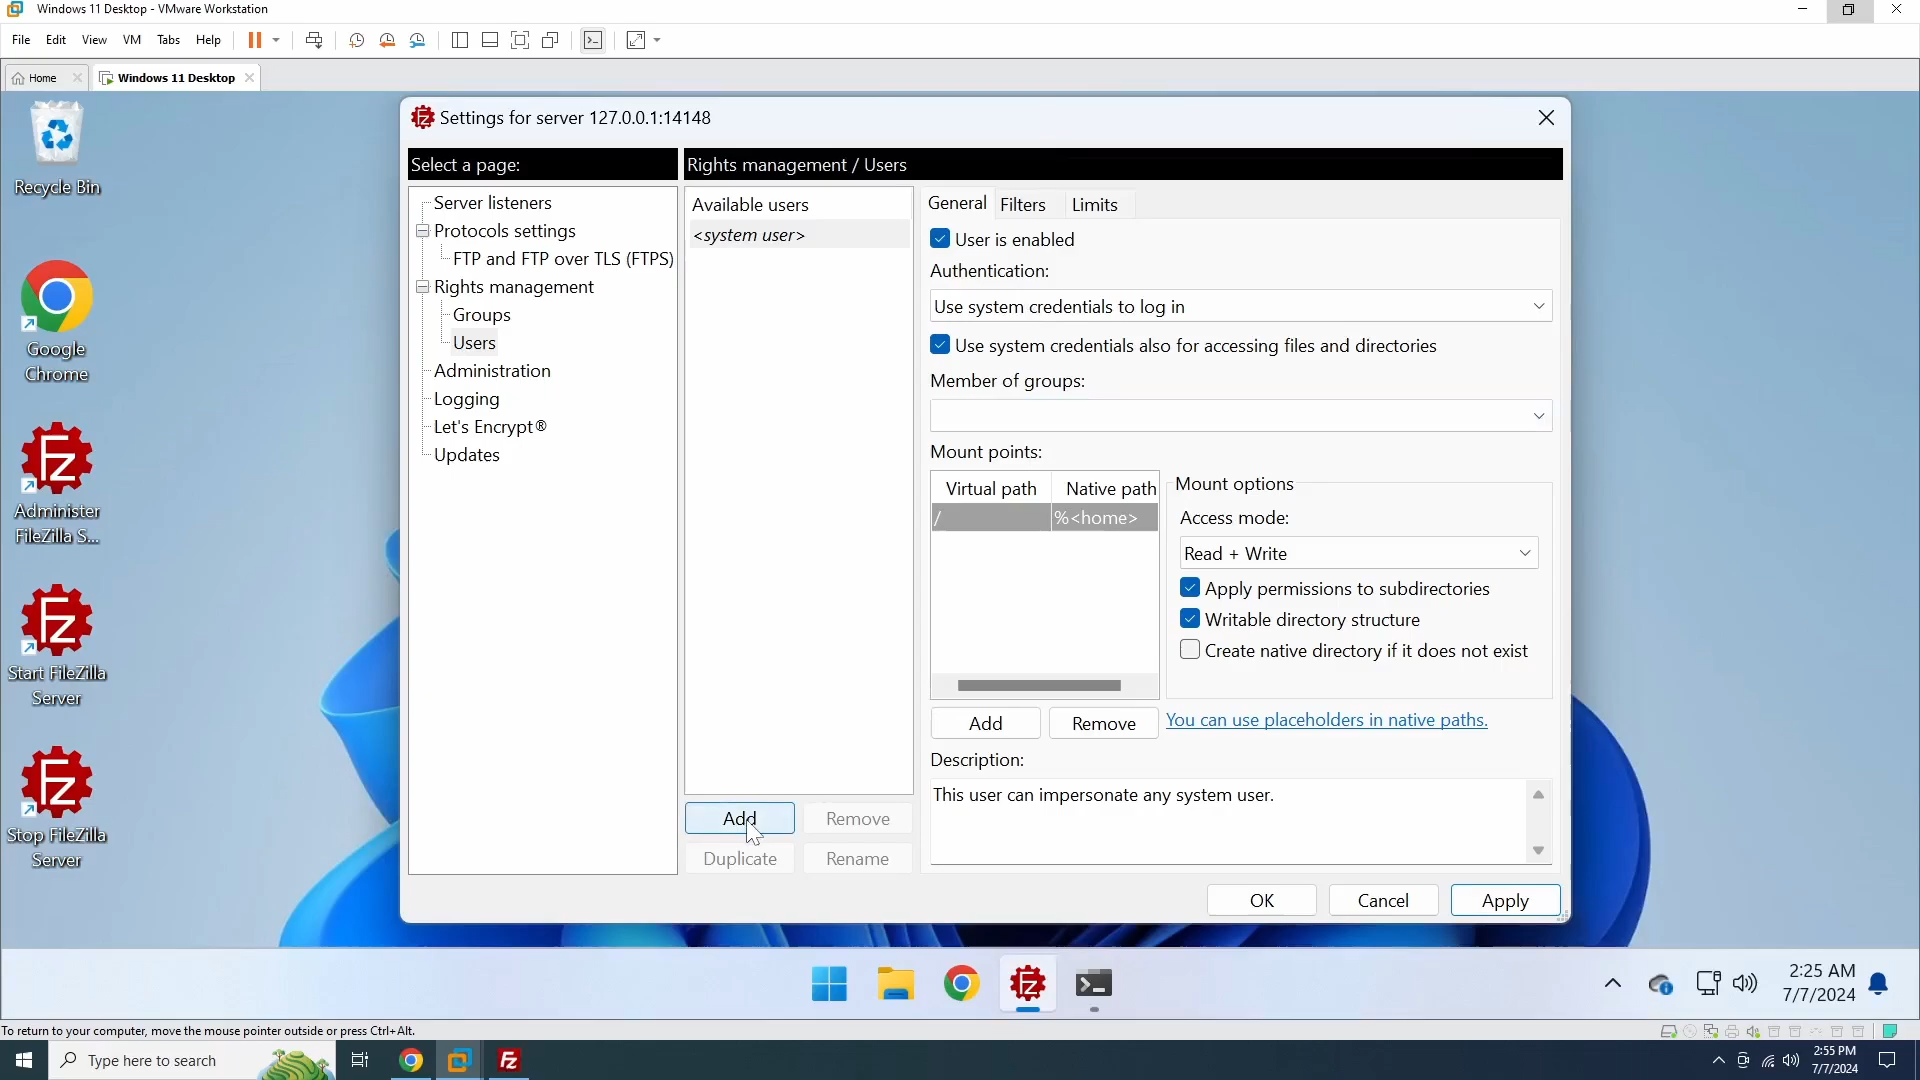 Windows 11 Desktop - VMware Workstation
File Edit View VM Tabs Help
Home
Windows 11 Desktop
Recycle Bin
Google
Chrome
Administer
FileZilla S...
Start FileZilla
Server
Stop FileZilla
Server
Settings for server 127.0.0.1:14148
Select a page:
Server listeners
Protocols settings
FTP and FTP over TLS (FTPS)
Rights management
Groups
Users
Administration
Logging
Let's Encrypt®
Updates
Rights management / Users
Available users
<system user>
Add
Remove
Duplicate
Rename
General Filters Limits
User is enabled
Authentication:
Use system credentials to log in
Use system credentials also for accessing files and directories
Member of groups:
Mount points:
Virtual path Native path
/ %<home>
Mount options
Access mode:
Read + Write
Apply permissions to subdirectories
Writable directory structure
Create native directory if it does not exist
Add
Remove
You can use placeholders in native paths.
Description:
This user can impersonate any system user.
OK
Cancel
Apply
2:25 AM
7/7/2024
To return to your computer, move the mouse pointer outside or press Ctrl+Alt.
Type here to search
2:55 PM
7/7/2024